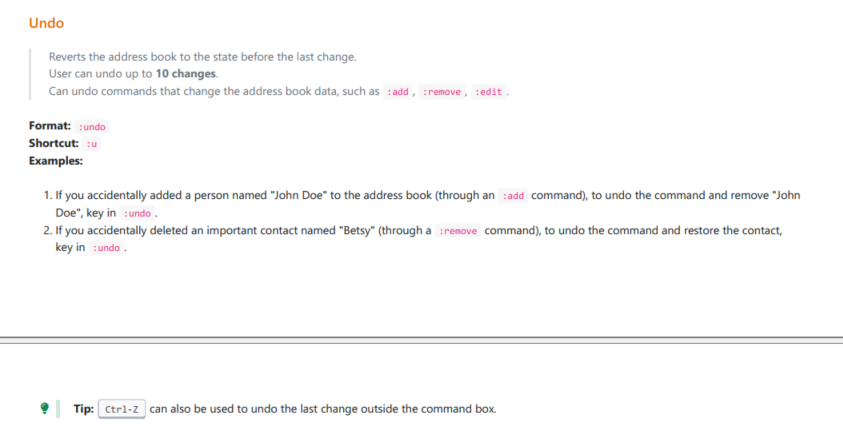 Undo
Reverts the address book to the state before the last change.
User can undo up to 10 changes.
Can undo commands that change the address book data, such as :add , :remove , :edit .
Format: :undo
Shortcut: :u
Examples:
1. If you accidentally added a person named "John Doe" to the address book (through an :add command), to undo the command and remove "John
Doe", key in :undo .
2. If you accidentally deleted an important contact named "Betsy" (through a :remove command), to undo the command and restore the contact,
key in :undo .
Tip: Ctrl-Z can also be used to undo the last change outside the command box.